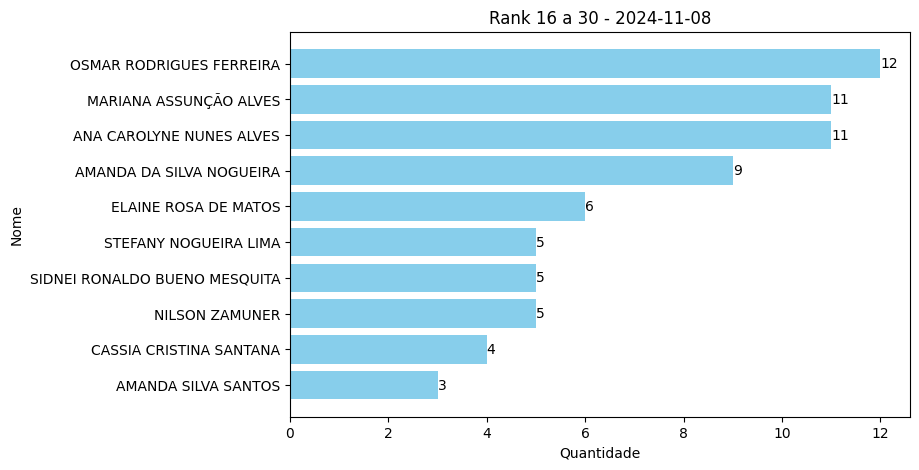 Rank 16 a 30 - 2024-11-08
OSMAR RODRIGUES FERREIRA 12
MARIANA ASSUNÇÃO ALVES 11
ANA CAROLYNE NUNES ALVES 11
AMANDA DA SILVA NOGUEIRA 9
ELAINE ROSA DE MATOS 6
STEFANY NOGUEIRA LIMA 5
SIDNEI RONALDO BUENO MESQUITA 5
NILSON ZAMUNER 5
CASSIA CRISTINA SANTANA 4
AMANDA SILVA SANTOS 3
Nome
0 2 4 6 8 10 12
Quantidade